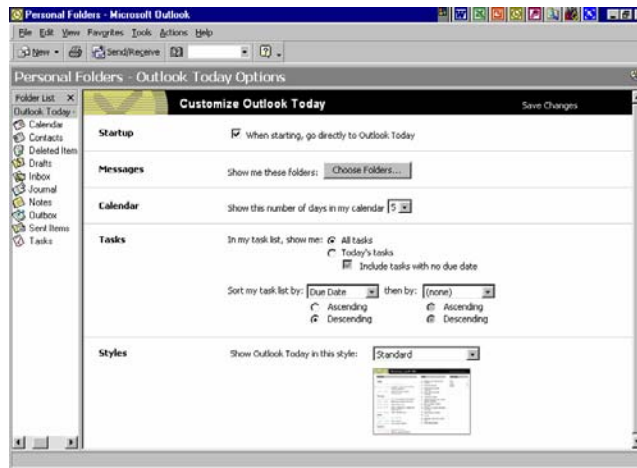 Personal Folders - Microsoft Outlook
File Edit View Favorites Tools Actions Help
New Send/Receive
Personal Folders - Outlook Today Options
Folder List X
Outlook Today -
Calendar
Contacts
Deleted Item
Drafts
Inbox
Journal
Notes
Outbox
Sent Items
Tasks
Customize Outlook Today Save Changes
Startup When starting, go directly to Outlook Today
Messages Show me these folders: Choose Folders...
Calendar Show this number of days in my calendar 5
Tasks In my task list, show me: All tasks
Today's tasks
Include tasks with no due date
Sort my task list by: Due Date then by: (none)
Ascending Ascending
Descending Descending
Styles Show Outlook Today in this style: Standard